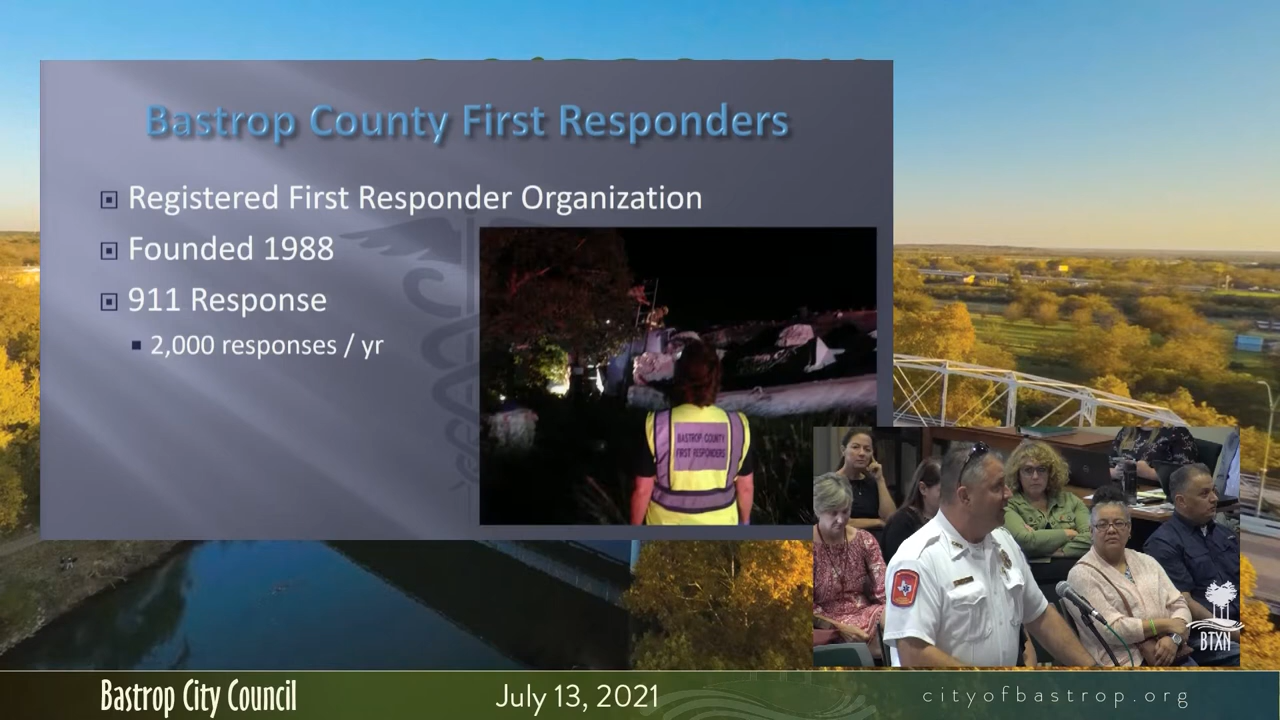 Bastrop County First Responders
Registered First Responder Organization
Founded 1988
911 Response
2,000 responses / yr
BASTROP COUNTY
FIRST RESPONDERS
BTXN
Bastrop City Council
July 13, 2021
cityofbastrop.org